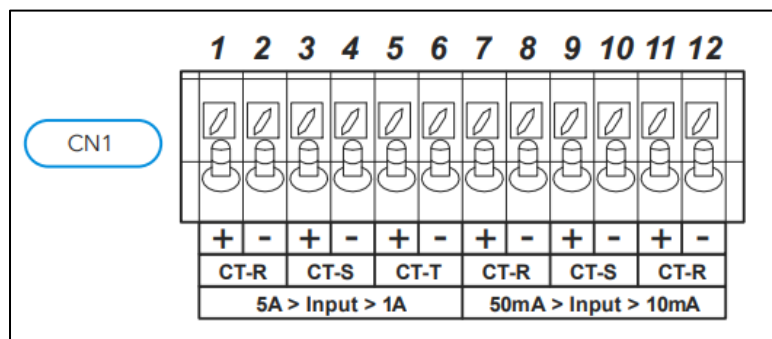 1 2 3 4 5 6 7 8 9 10 11 12
CN1
+ - + - + - + - + - + -
CT-R CT-S CT-T CT-R CT-S CT-R
5A > Input > 1A 50mA > Input > 10mA